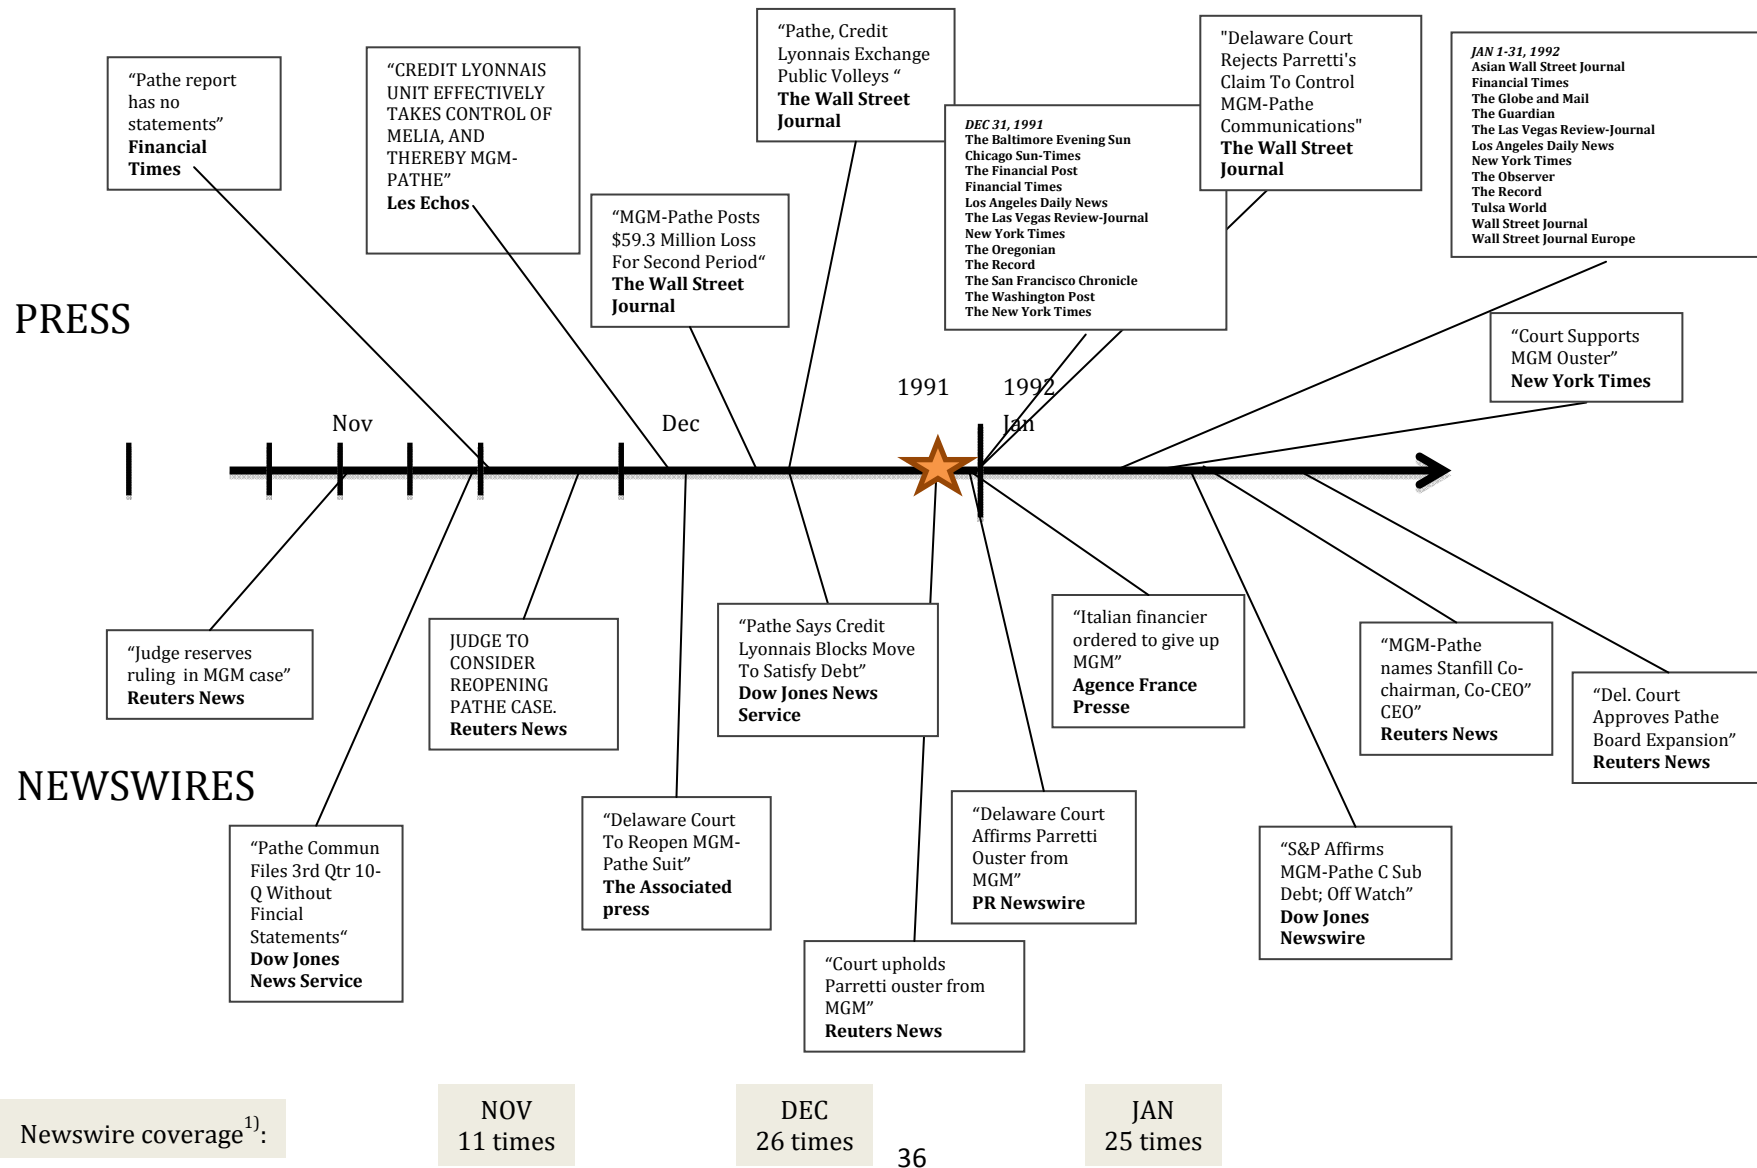 “Pathe report
has no
statements”
Financial
Times
“CREDIT LYONNAIS
UNIT EFFECTIVELY
TAKES CONTROL OF
MELIA, AND
THEREBY MGM-
PATHE”
Les Echos
“MGM-Pathe Posts
$59.3 Million Loss
For Second Period“
The Wall Street
Journal
“Pathe, Credit
Lyonnais Exchange
Public Volleys “
The Wall Street
Journal
DEC 31, 1991
The Baltimore Evening Sun
Chicago Sun-Times
The Financial Post
Financial Times
Los Angeles Daily News
The Las Vegas Review-Journal
New York Times
The Oregonian
The Record
The San Francisco Chronicle
The Washington Post
The New York Times
"Delaware Court
Rejects Parretti's
Claim To Control
MGM-Pathe
Communications"
The Wall Street
Journal
JAN 1-31, 1992
Asian Wall Street Journal
Financial Times
The Globe and Mail
The Guardian
The Las Vegas Review-Journal
Los Angeles Daily News
New York Times
The Observer
The Record
Tulsa World
Wall Street Journal
Wall Street Journal Europe
“Court Supports
MGM Ouster”
New York Times
PRESS
1991
1992
Nov
Dec
Jan
“Judge reserves
ruling in MGM case”
Reuters News
JUDGE TO
CONSIDER
REOPENING
PATHE CASE.
Reuters News
“Pathe Says Credit
Lyonnais Blocks Move
To Satisfy Debt”
Dow Jones News
Service
“Italian financier
ordered to give up
MGM”
Agence France
Presse
“MGM-Pathe
names Stanfill Co-
chairman, Co-CEO”
CEO”
Reuters News
“Del. Court
Approves Pathe
Board Expansion”
Reuters News
NEWSWIRES
“Pathe Commun
Files 3rd Qtr 10-
Q Without
Fincial
Statements“
Dow Jones
News Service
“Delaware Court
To Reopen MGM-
Pathe Suit”
The Associated
press
“Delaware Court
Affirms Parretti
Ouster from
MGM”
PR Newswire
“S&P Affirms
MGM-Pathe C Sub
Debt; Off Watch”
Dow Jones
Newswire
“Court upholds
Parretti ouster from
MGM”
Reuters News
Newswire coverage1):
NOV
11 times
DEC
26 times
JAN
25 times
36